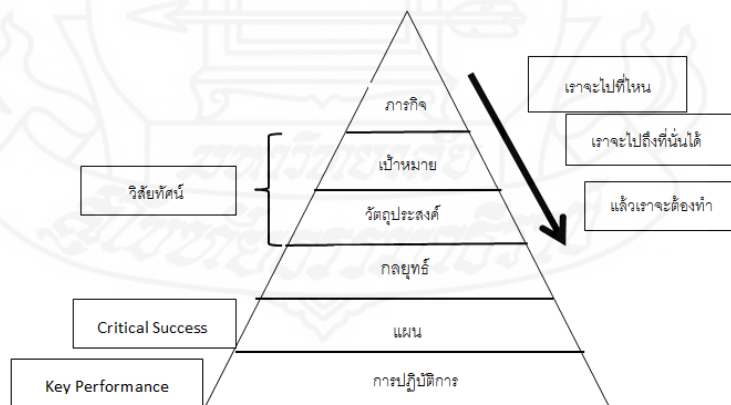 ภารกิจ
เป้าหมาย
วัตถุประสงค์
กลยุทธ์
แผน
การปฏิบัติการ
วิสัยทัศน์
Critical Success
Key Performance
เราจะไปที่ไหน
เราจะไปถึงที่นั่นได้
แล้วเราจะต้องทำ